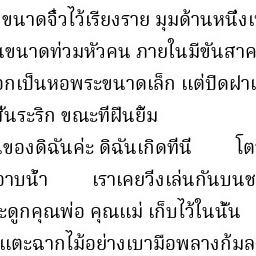 ขนาดจิ๋วไว้เรียงราย มุมด้านหนึ่งเ
ขนาดท่วมหัวคน ภายในมีขันสาค
เป็นหอพระขนาดเล็ก แต่ปิดฝาเ
ระริก ขณะที่ฝืนยิ้ม
ของดิฉันค่ะ ดิฉันเกิดที่นี่ โต
อาบน้ำ เราเคยวิ่งเล่นกันบนช
ะดูกคุณพ่อ คุณแม่ เก็บไว้ในนั้น
แตะฉากไม้อย่างเบามือพลางก้มล